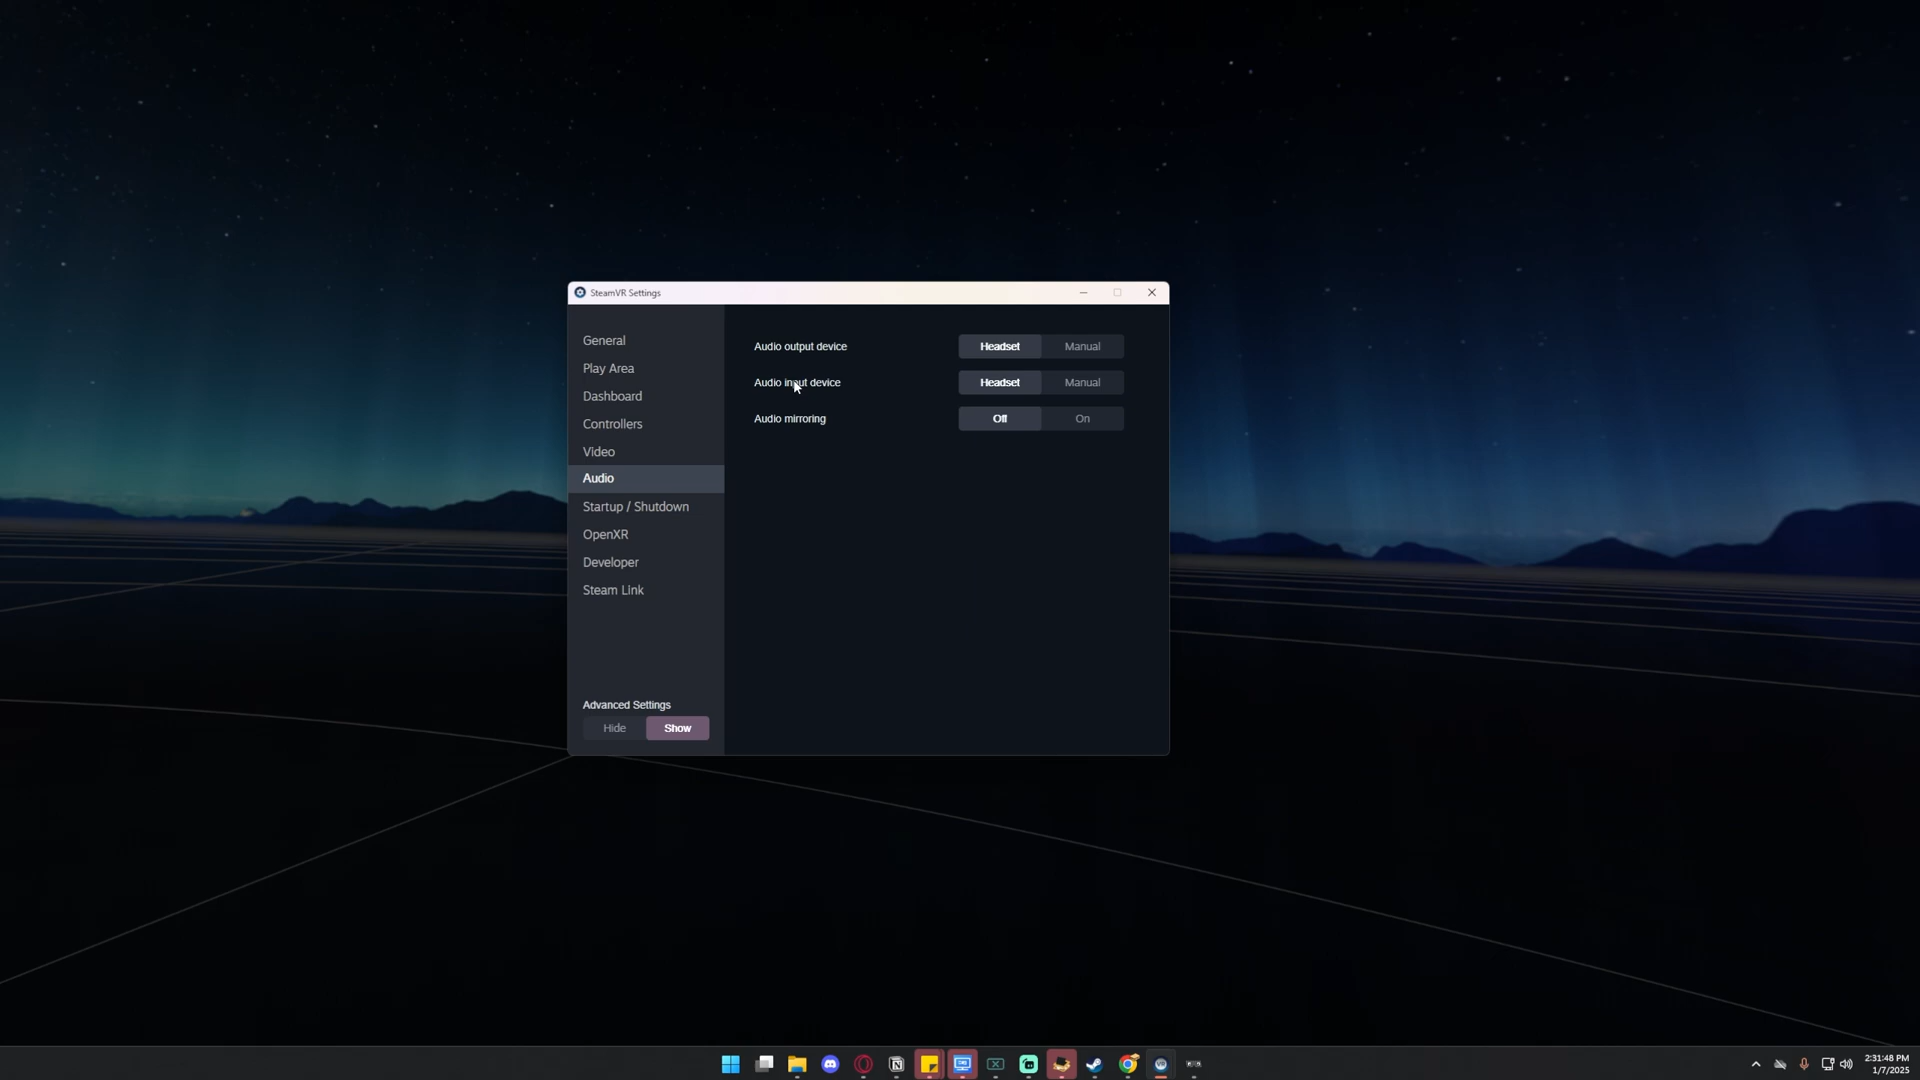 SteamVR Settings
General
Play Area
Dashboard
Controllers
Video
Audio
Startup / Shutdown
OpenXR
Developer
Steam Link
Advanced Settings
Hide Show
Audio output device Headset Manual
Audio input device Headset Manual
Audio mirroring Off On
2:31:48 PM
1/7/2025